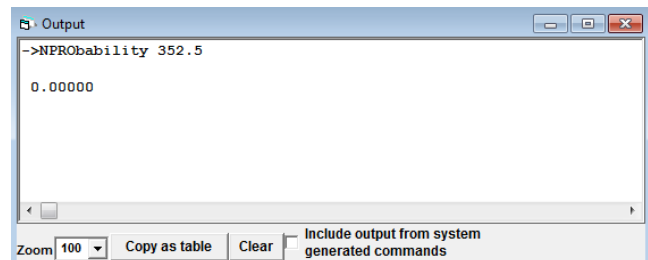 Output
->NPRObability 352.5
0.00000
Zoom 100 Copy as table Clear Include output from system
generated commands